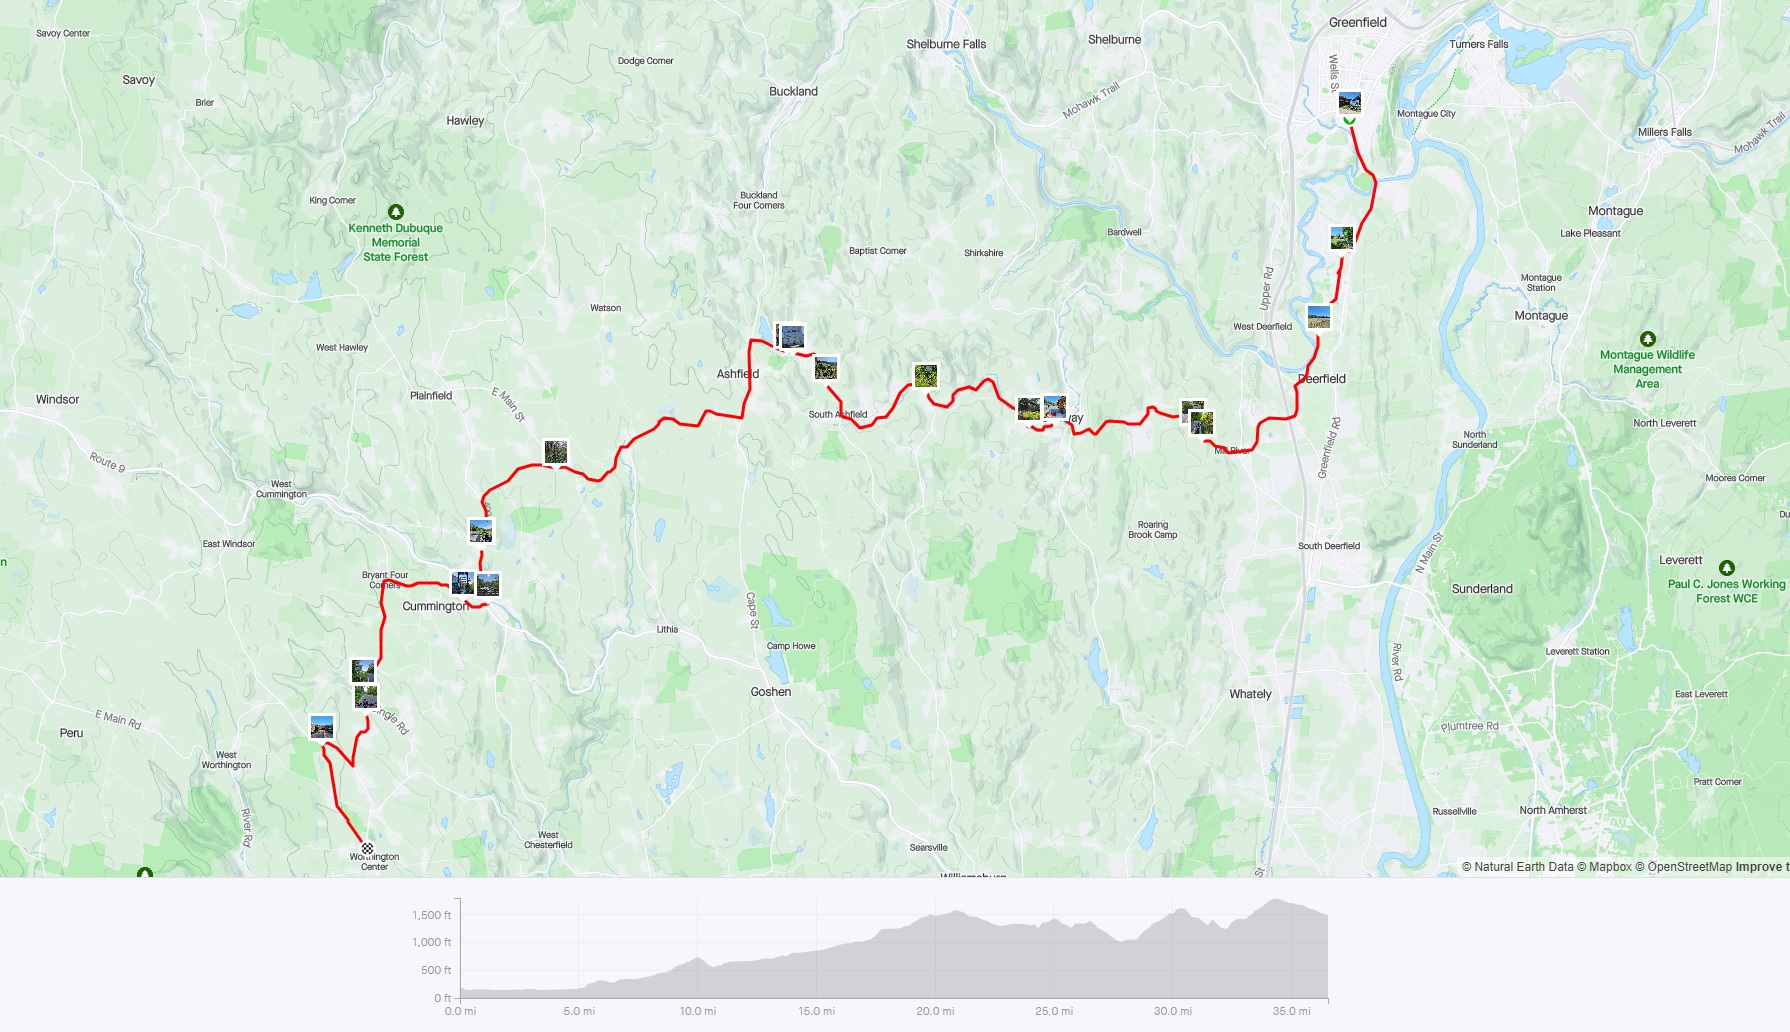 Greenfield
Savoy Center
Shelburne Falls
Shelburne
Turners Falls
Dodge Corner
Wells S
Savoy
Buckland
Mohawk Trail
Brier
Montague City
Hawley
Millers Falls
Mohawk Trail
Buckland
Four Corners
King Corner
Montague
Kenneth Dubuque
Memorial
State Forest
Bardwell
Lake Pleasant
Baptist Corner
Shirkshire
Upper Rd
Montague
Station
Watson
Montague
West Deerfield
West Hawley
Montague Wildlife
Management
Area
Ashfield
Deerfield
Plainfield
E Main St
Windsor
South Ashfield
way
North Leverett
Greenfield Rd
North
Sunderland
Mill River
Route 9
Moores Corner
West
Cummington
Du
Roaring
Brook Camp
East Windsor
South Deerfield
N Main St
n
Leverett
Bryant Four
Corners
Paul C. Jones Working
Forest WCE
Sunderland
Cummington
Cape St
Lithia
Camp Howe
River Rd
Leverett Station
Goshen
Whately
East Leverett
E Main Rd
ingle Rd
Peru
Plumtree Rd
West
Worthington
Pratt Corner
River Rd
Russellville
North Amherst
West
Chesterfield
Searsville
Worthington
Center
St
Williamsburg
© Natural Earth Data © Mapbox © OpenStreetMap Improve t
1,500 ft
1,000 ft
500 ft
0 ft
0.0 mi
5.0 mi
10.0 mi
15.0 mi
20.0 mi
25.0 mi
30.0 mi
35.0 mi